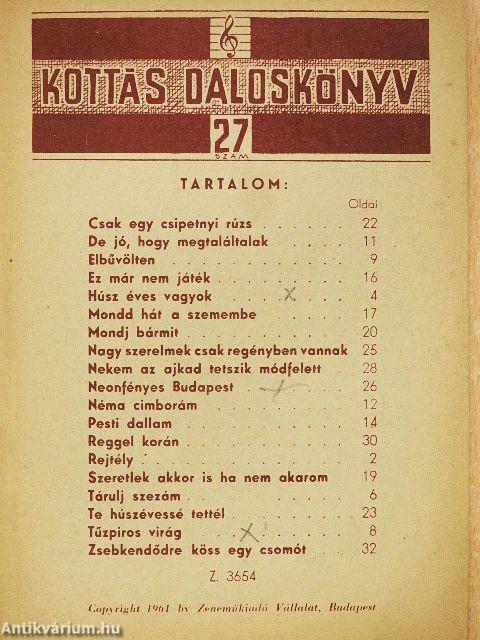 KOTTÁS DALOSKÖNYV
27
SZÁM
TARTALOM:
Oldal
Csak egy csipetnyi rúzs . . . . . . 22
De jó, hogy megtaláltalak . . . . 11
Elbűvölten . . . . . . . . . . 9
Ez már nem játék . . . . . . . . 16
Húsz éves vagyok . . . . . . . . 4
Mondd hát a szemembe . . . . . 17
Mondj bármit . . . . . . . . . 20
Nagy szerelmek csak regényben vannak 25
Nekem az ajkad tetszik módfelett . . 28
Neonfényes Budapest . . . . . . 26
Néma cimborám . . . . . . . . 12
Pesti dallam . . . . . . . . . 14
Reggel korán . . . . . . . . . 30
Rejtély . . . . . . . . . . . 2
Szeretlek akkor is ha nem akarom . 19
Tárulj szezám . . . . . . . . . 6
Te húszévessé tettél . . . . . . 23
Tűzpiros virág . . . . . . . . 8
Zsebkendődre köss egy csomót . . 32
Z. 3654
Copyright 1961 by Zeneműkiadó Vállalat, Budapest
Antikvárium.hu